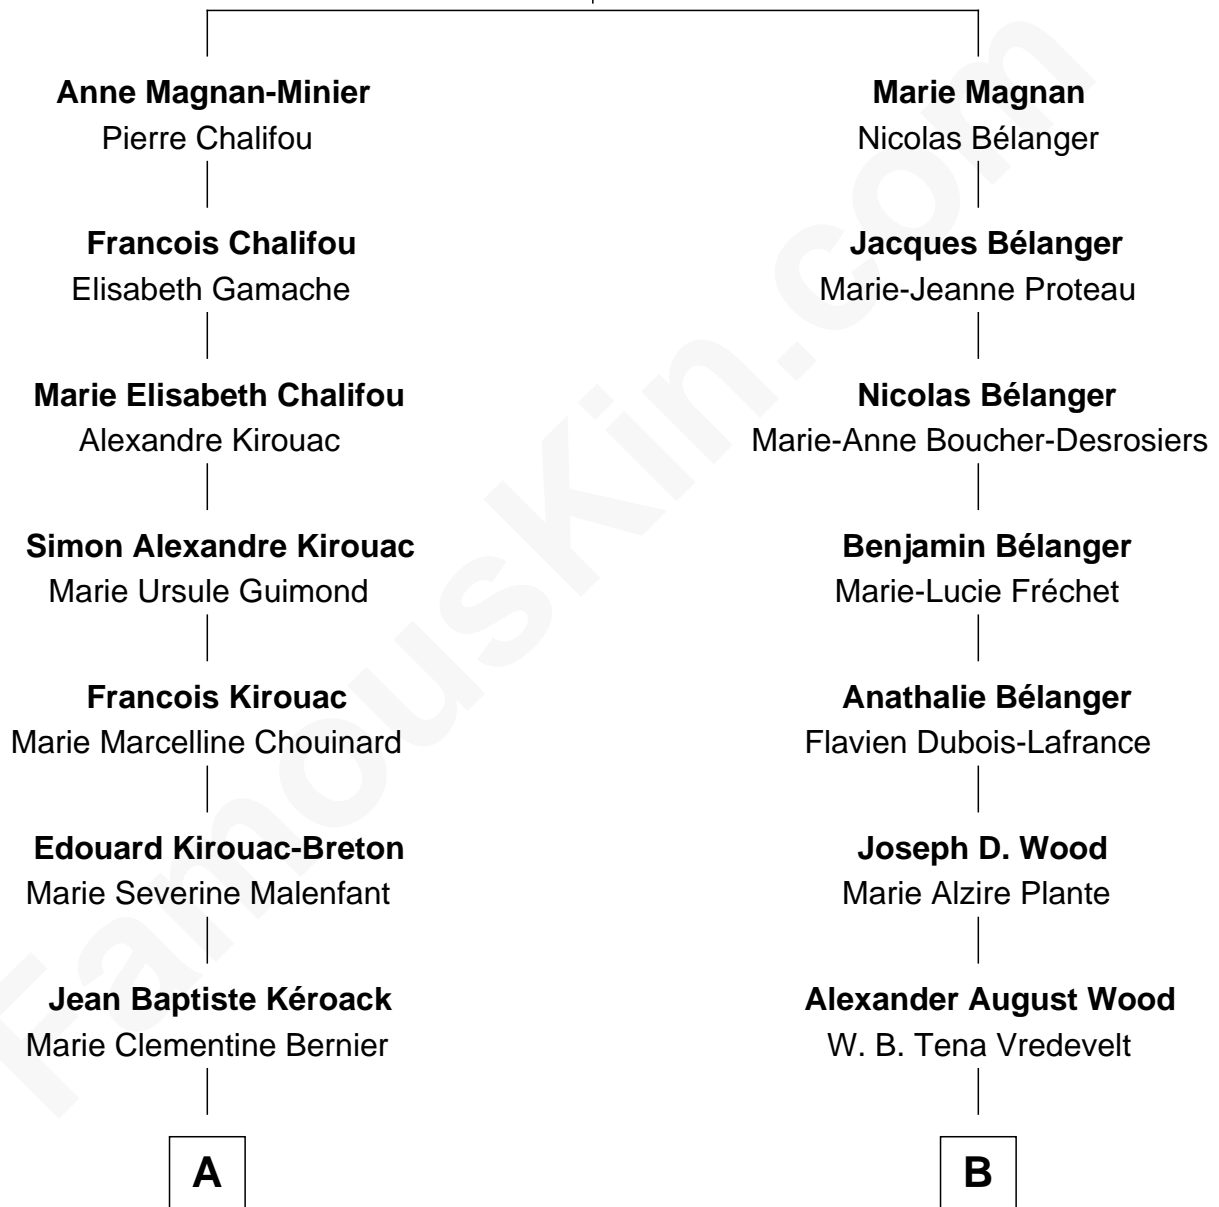 Anne Magnan-Minier
Pierre Chalifou
Francois Chalifou
Elisabeth Gamache
Marie Elisabeth Chalifou
Alexandre Kirouac
Simon Alexandre Kirouac
Marie Ursule Guimond
Francois Kirouac
Marie Marcelline Chouinard
Edouard Kirouac-Breton
Marie Severine Malenfant
Jean Baptiste Kéroack
Marie Clementine Bernier
A
Marie Magnan
Nicolas Bélanger
Jacques Bélanger
Marie-Jeanne Proteau
Nicolas Bélanger
Marie-Anne Boucher-Desrosiers
Benjamin Bélanger
Marie-Lucie Fréchet
Anathalie Bélanger
Flavien Dubois-Lafrance
Joseph D. Wood
Marie Alzire Plante
Alexander August Wood
W. B. Tena Vredevelt
B
FamousKin.com